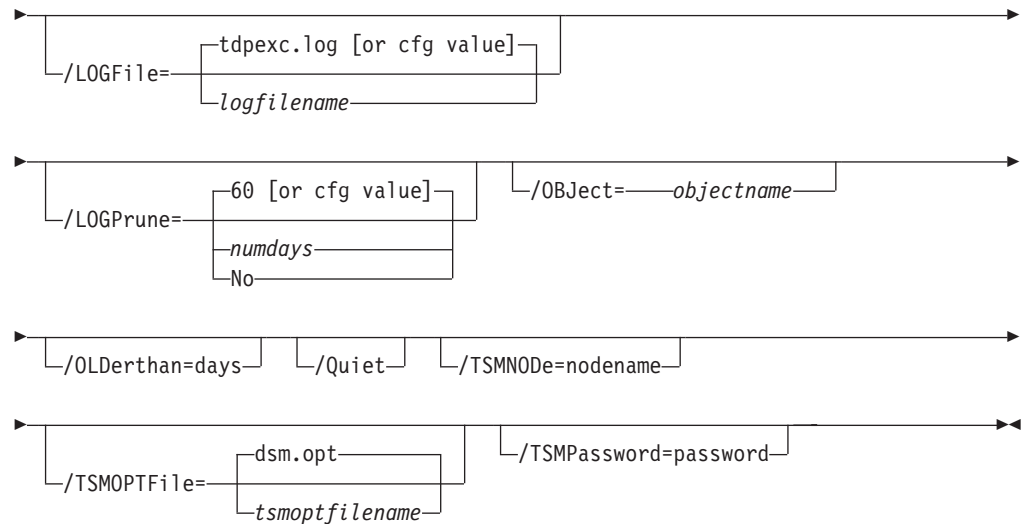 tdpexc.log [or cfg value]
/LOGFile=
logfilename
60 [or cfg value]
/OBJect= objectname
/LOGPrune=
numdays
No
/OLDerthan=days /Quiet /TSMNODe=nodename
dsm.opt
/TSMPassword=password
/TSMOPTFile=
tsmoptfilename